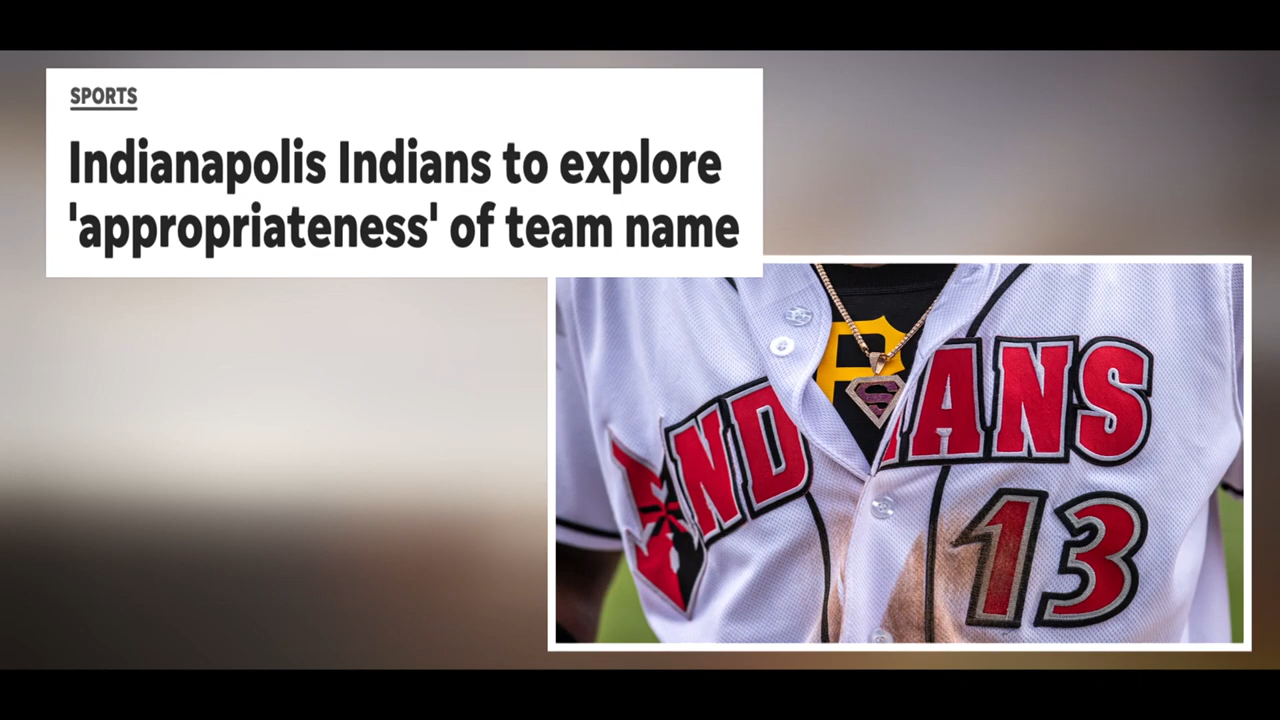 SPORTS
Indianapolis Indians to explore
'appropriateness' of team name
P
S
INDIANS
13